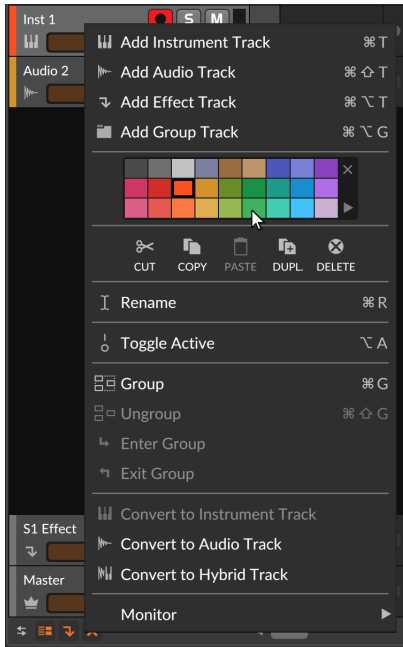 Inst 1
S M
Add Instrument Track ⌘ T
Audio 2
Add Audio Track ⌘ ⇧ T
Add Effect Track ⌘ ⌥ T
Add Group Track ⌘ ⌥ G
CUT COPY PASTE DUPL. DELETE
Rename ⌘ R
Toggle Active ⌥ A
Group ⌘ G
Ungroup ⌘ ⇧ G
Enter Group
Exit Group
Convert to Instrument Track
S1 Effect
Convert to Audio Track
Master
Convert to Hybrid Track
Monitor